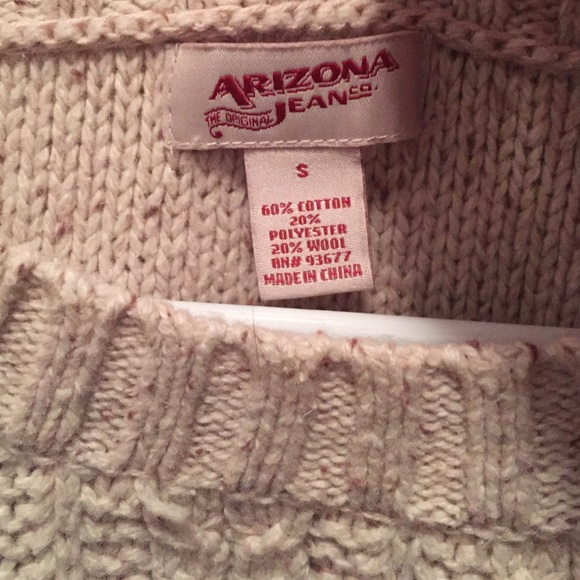 ARIZONA
THE ORIGINAL JEAN CO.
S
60% COTTON
20%
POLYESTER
20% WOOL
RN# 93677
MADE IN CHINA